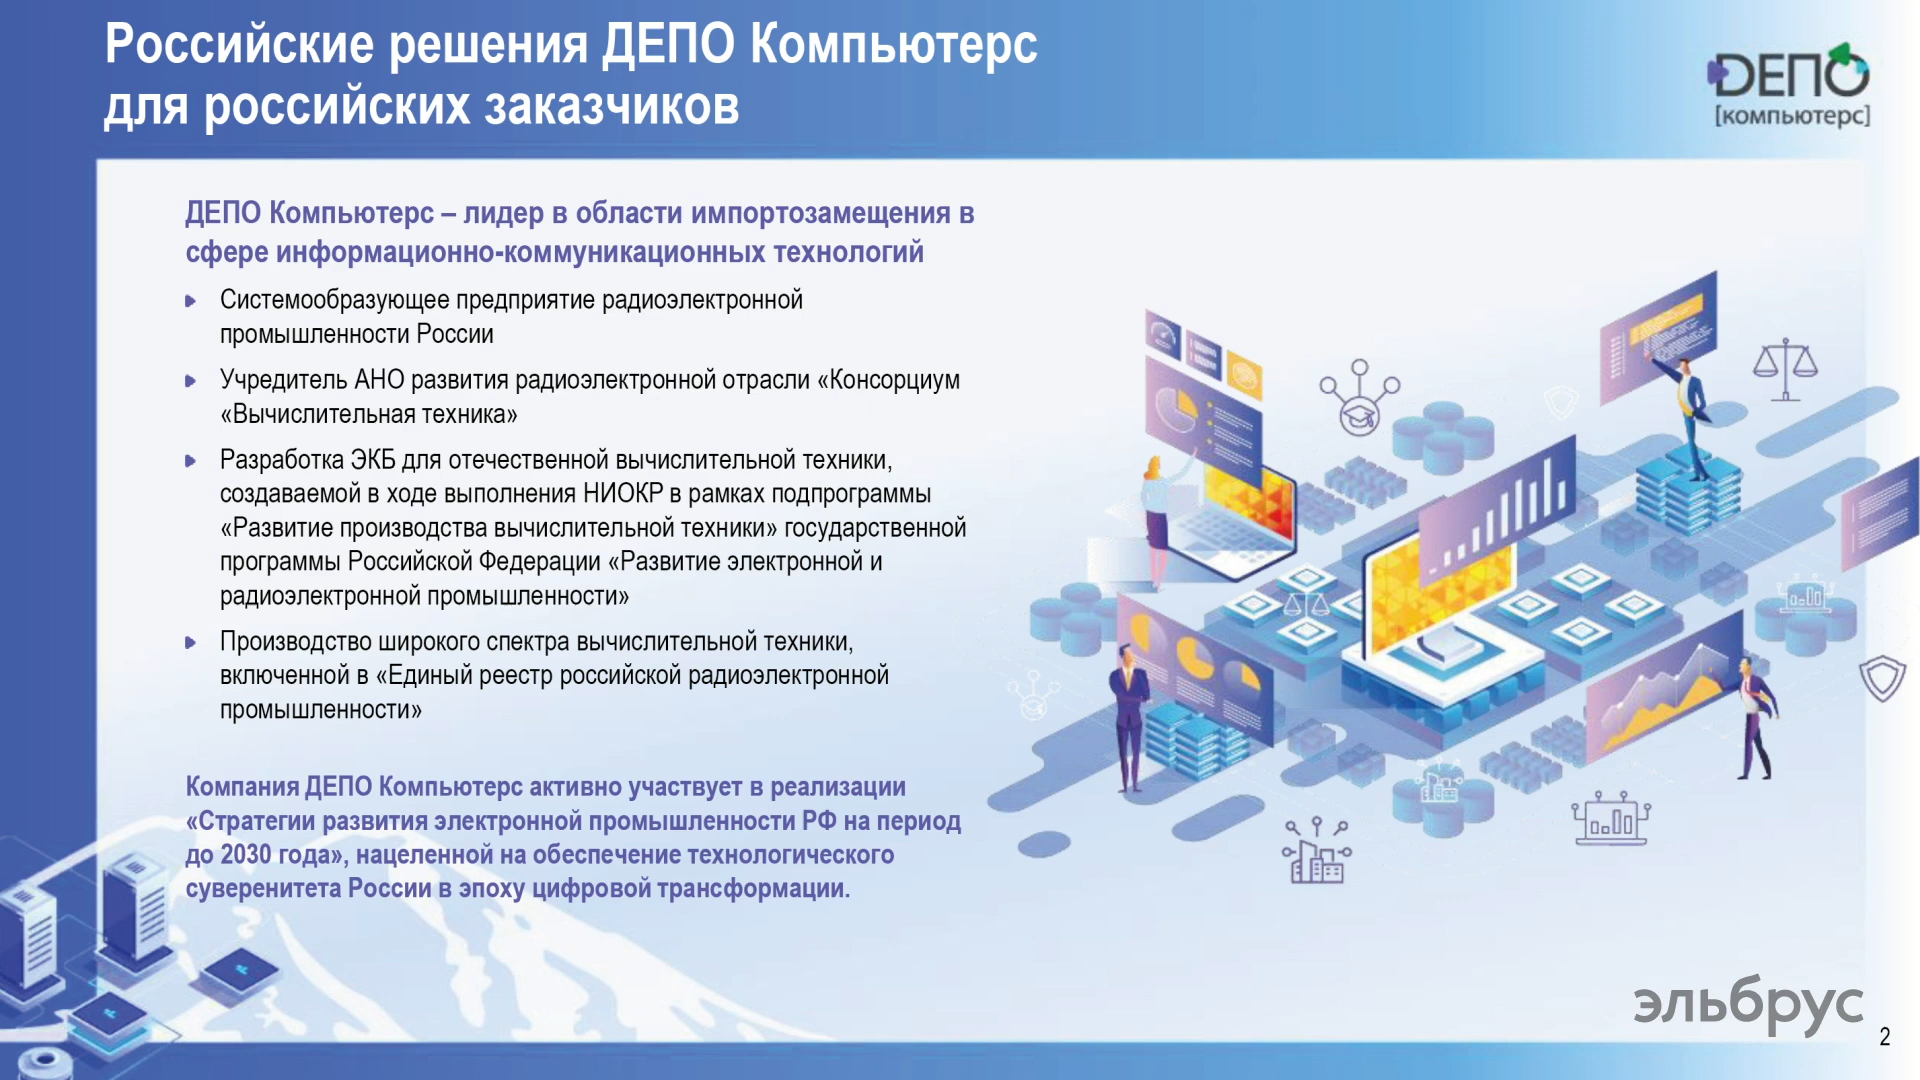 Российские решения ДЕПО Компьютерс
для российских заказчиков
ДЕПО
[компьютерс]
ДЕПО Компьютерс – лидер в области импортозамещения в
сфере информационно-коммуникационных технологий
Системообразующее предприятие радиоэлектронной
промышленности России
Учредитель АНО развития радиоэлектронной отрасли «Консорциум
«Вычислительная техника»
Разработка ЭКБ для отечественной вычислительной техники,
создаваемой в ходе выполнения НИОКР в рамках подпрограммы
«Развитие производства вычислительной техники» государственной
программы Российской Федерации «Развитие электронной и
радиоэлектронной промышленности»
Производство широкого спектра вычислительной техники,
включенной в «Единый реестр российской радиоэлектронной
промышленности»
Компания ДЕПО Компьютерс активно участвует в реализации
«Стратегии развития электронной промышленности РФ на период
до 2030 года», нацеленной на обеспечение технологического
суверенитета России в эпоху цифровой трансформации.
эльбрус
2